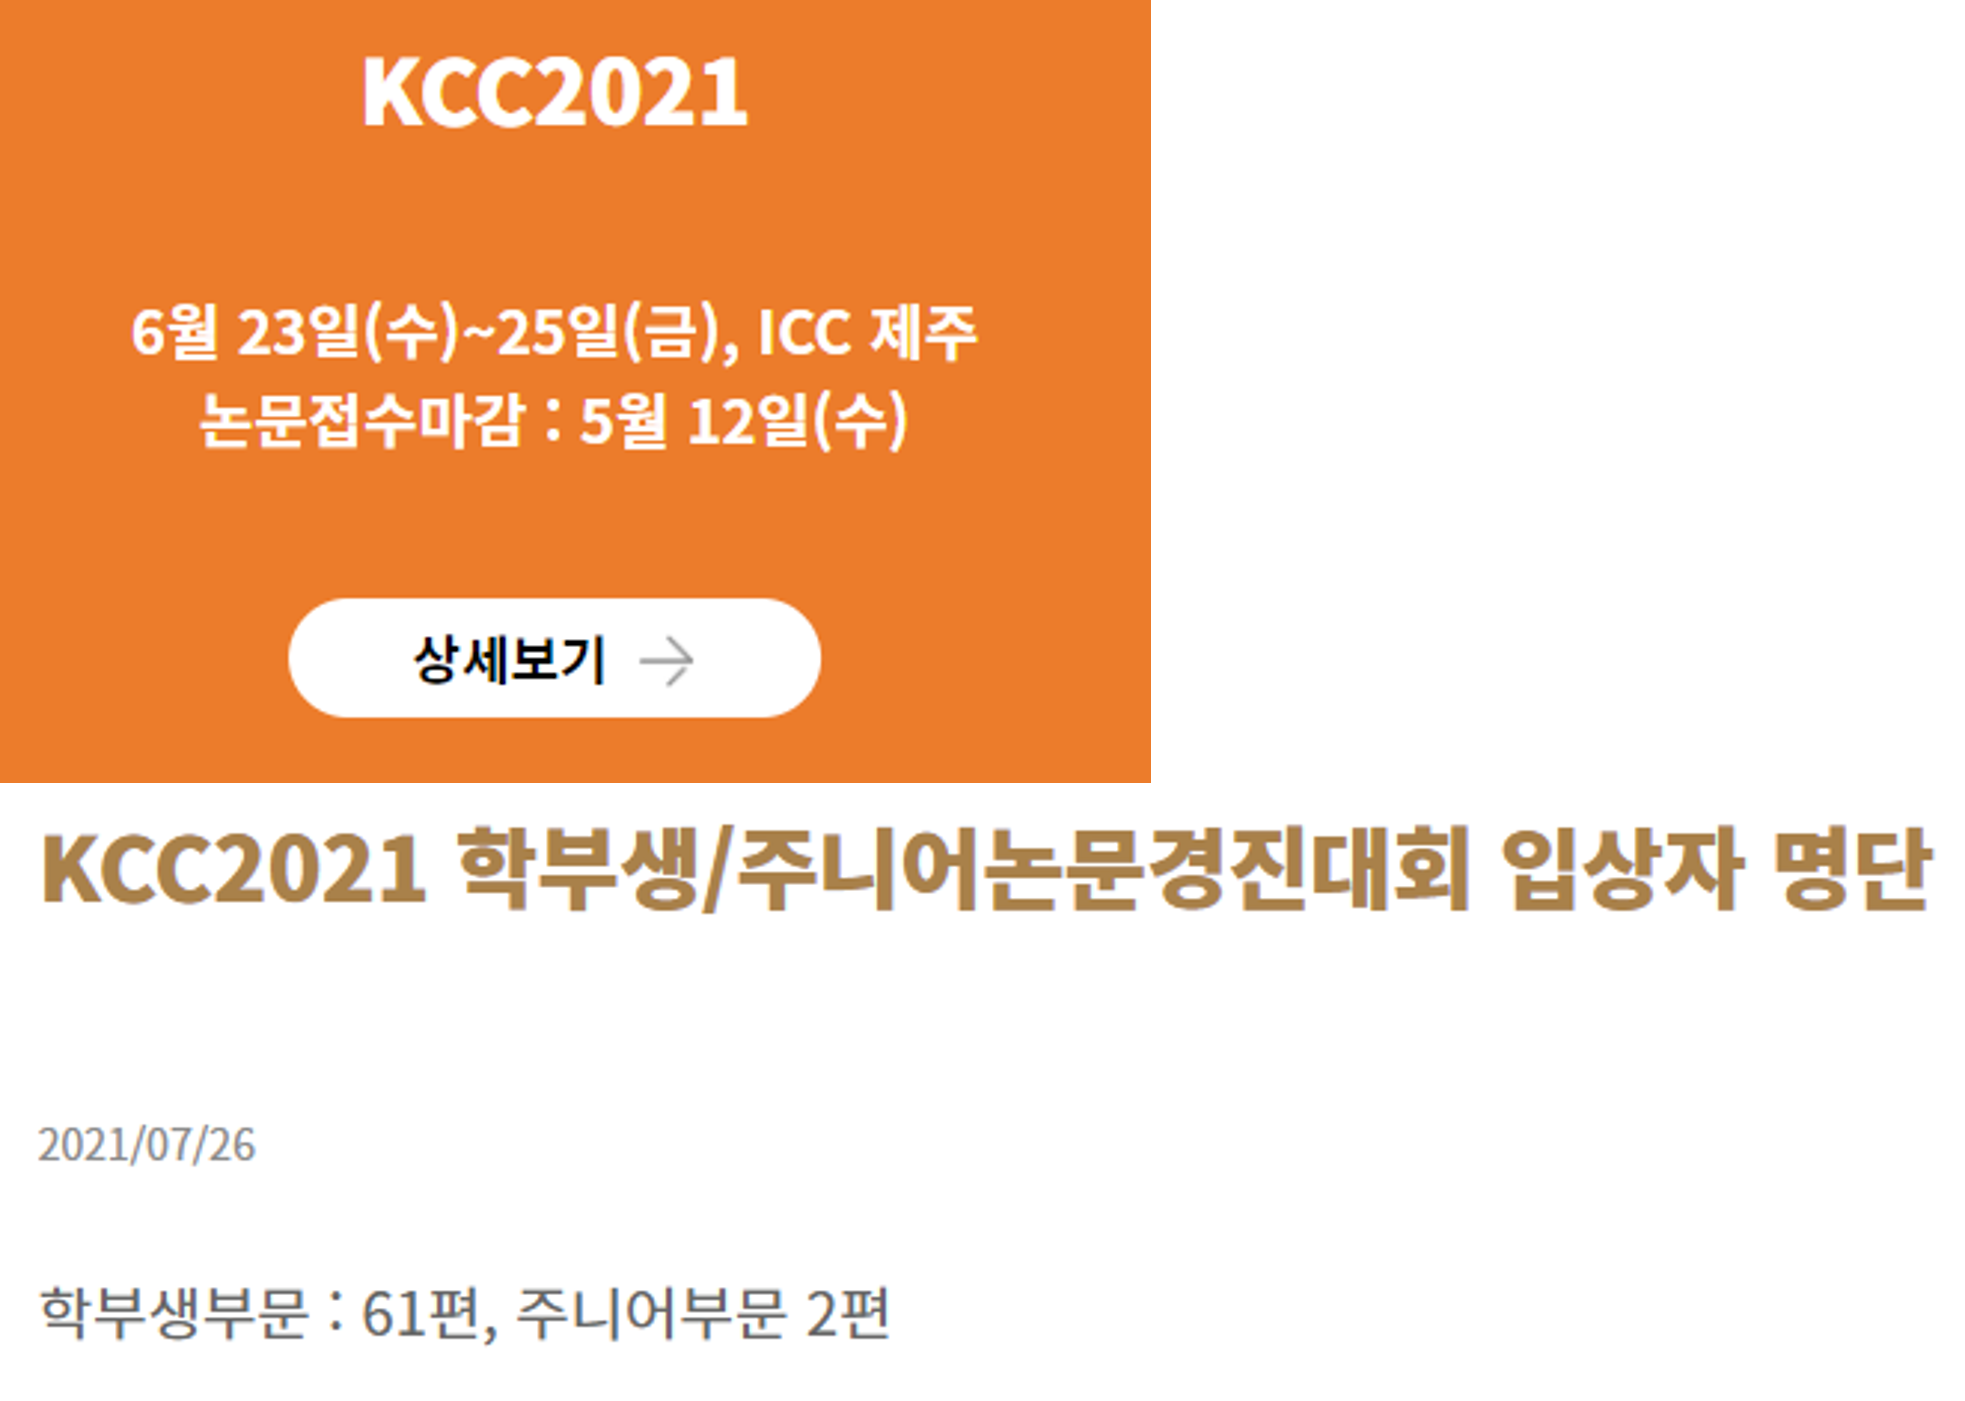 KCC2021
6월 23일(수)~25일(금), ICC 제주
논문접수마감 : 5월 12일(수)
상세보기
KCC2021 학부생/주니어논문경진대회 입상자 명단
2021/07/26
학부생부문 : 61편, 주니어부문 2편